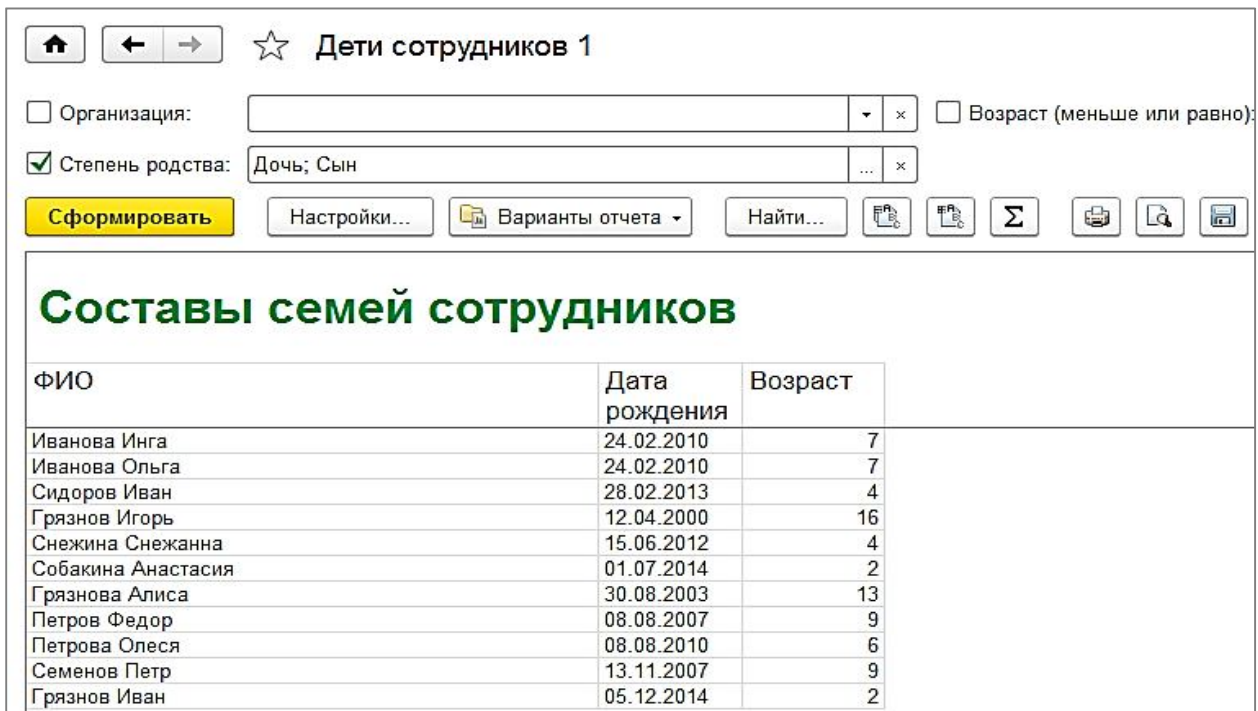 Дети сотрудников 1
Организация: Возраст (меньше или равно):
Степень родства: Дочь; Сын ...
Сформировать Настройки... Варианты отчета Найти... Σ
Составы семей сотрудников
ФИО Дата рождения Возраст
Иванова Инга 24.02.2010 7
Иванова Ольга 24.02.2010 7
Сидоров Иван 28.02.2013 4
Грязнов Игорь 12.04.2000 16
Снежина Снежанна 15.06.2012 4
Собакина Анастасия 01.07.2014 2
Грязнова Алиса 30.08.2003 13
Петров Федор 08.08.2007 9
Петрова Олеся 08.08.2010 6
Семенов Петр 13.11.2007 9
Грязнов Иван 05.12.2014 2